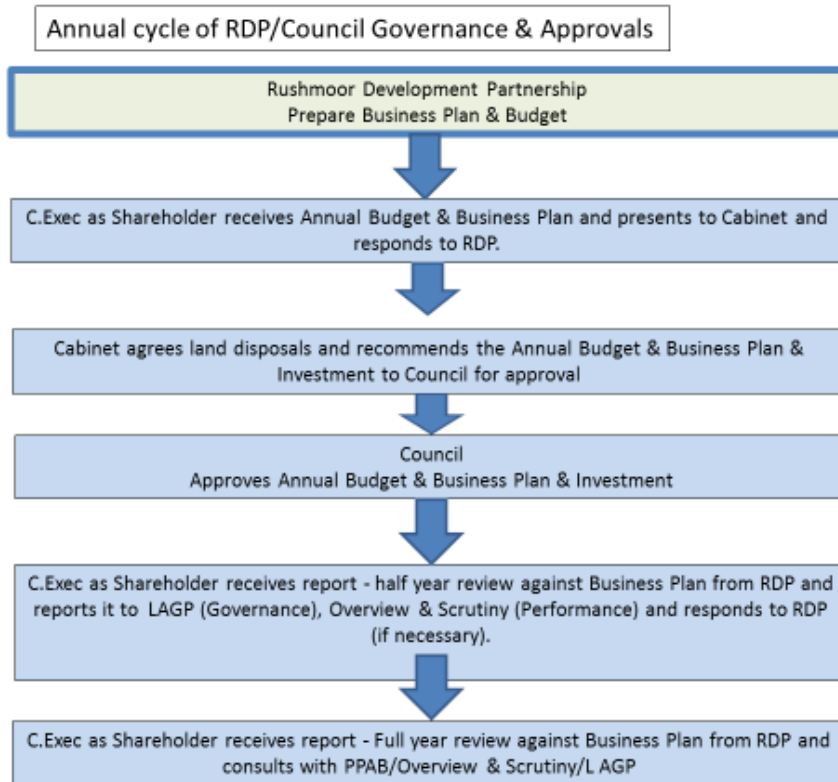 Annual cycle of RDP/Council Governance & Approvals
Rushmoor Development Partnership
Prepare Business Plan & Budget
C.Exec as Shareholder receives Annual Budget & Business Plan and presents to Cabinet and
responds to RDP.
Cabinet agrees land disposals and recommends the Annual Budget & Business Plan &
Investment to Council for approval
Council
Approves Annual Budget & Business Plan & Investment
C.Exec as Shareholder receives report - half year review against Business Plan from RDP and
reports it to LAGP (Governance), Overview & Scrutiny (Performance) and responds to RDP
(if necessary).
C.Exec as Shareholder receives report - Full year review against Business Plan from RDP and
consults with PPAB/Overview & Scrutiny/L AGP